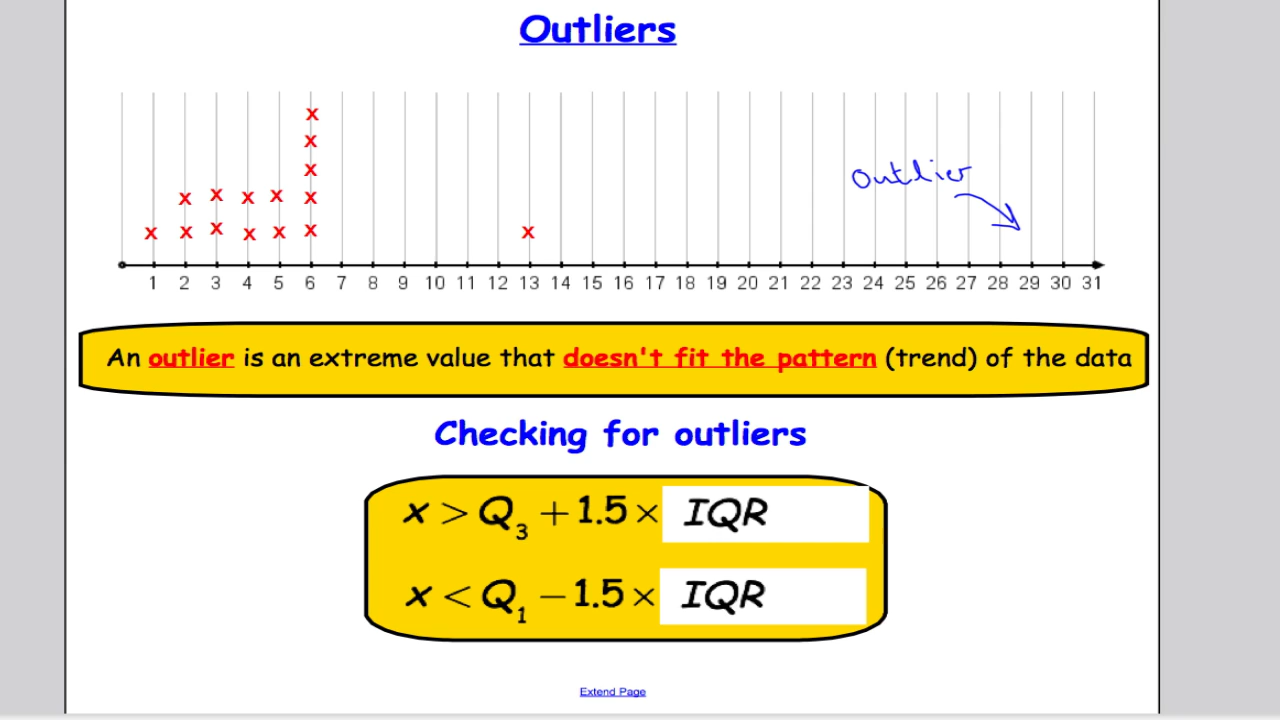 Outliers
x
x
x
x x x x x
x x x x x x x
Outlier
1 2 3 4 5 6 7 8 9 10 11 12 13 14 15 16 17 18 19 20 21 22 23 24 25 26 27 28 29 30 31
An outlier is an extreme value that doesn't fit the pattern (trend) of the data
Checking for outliers
x > Q₃ + 1.5 × IQR
x < Q₁ − 1.5 × IQR
Extend Page